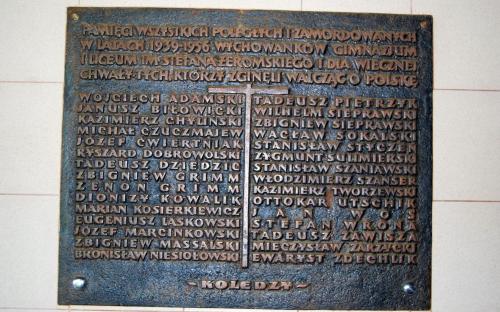 PAMIĘCI WSZYSTKICH POLEGŁYCH I ZAMORDOWANYCH
W LATACH 1939-1956 WYCHOWANKÓW GIMNAZJUM
I LICEUM IM STEFANA ŻEROMSKIEGO I DLA WIECZNEJ
CHWAŁY TYCH KTÓRZY ZGINĘLI WALCZĄC O POLSKĘ
WOJCIECH ADAMSKI
JANUSZ BIŁOWICKI
KAZIMIERZ CHYLIŃSKI
MICHAŁ CZUCZMAJEW
JÓZEF ĆWIERTNIAK
RYSZARD DOBROWOLSKI
TADEUSZ DZIEDZIC
ZBIGNIEW GRIMM
ZENON GRIMM
DIONIZY KOWALIK
MARIAN KOSIERKIEWICZ
EUGENIUSZ LASKOWSKI
JÓZEF MARCINKOWSKI
ZBIGNIEW MASSALSKI
BRONISŁAW NIESIOŁOWSKI
TADEUSZ PIETRZYK
WILHELM SIEPRAWSKI
ZBIGNIEW SIEPRAWSKI
WACŁAW SOKALSKI
STANISŁAW STYCZEŃ
ZYGMUNT SULIMIERSKI
STANISŁAW SZANIAWSKI
WŁODZIMIERZ SZANSER
KAZIMIERZ TWORZEWSKI
OTTOKAR UTSCHIK
JAN WOŚ
STEFAN WRONA
TADEUSZ ZAWISZA
MIECZYSŁAW ZARZYCKI
EWARYST ZDECHLIK
-KOLEDZY-